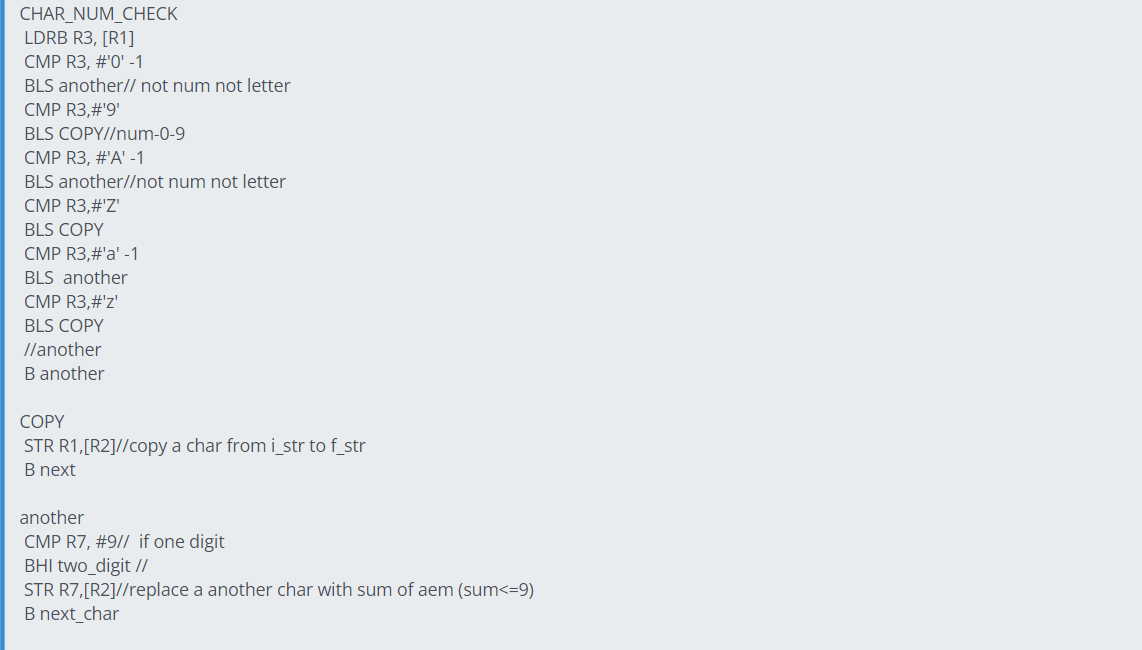 CHAR_NUM_CHECK
LDRB R3, [R1]
CMP R3, #'0' -1
BLS another// not num not letter
CMP R3,#'9'
BLS COPY//num-0-9
CMP R3, #'A' -1
BLS another//not num not letter
CMP R3,#'Z'
BLS COPY
CMP R3,#'a' -1
BLS  another
CMP R3,#'z'
BLS COPY
//another
B another
COPY
STR R1,[R2]//copy a char from i_str to f_str
B next
another
CMP R7, #9//  if one digit
BHI two_digit //
STR R7,[R2]//replace a another char with sum of aem (sum<=9)
B next_char